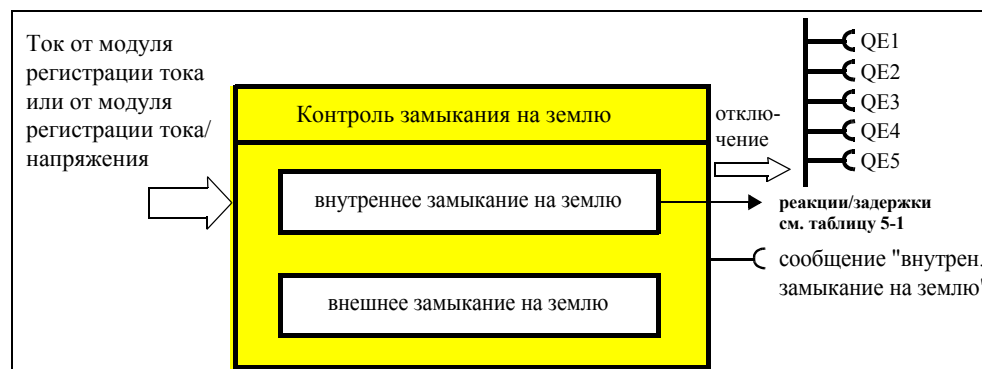 Ток от модуля
регистрации тока
или от модуля
регистрации тока/
напряжения
Контроль замыкания на землю
внутреннее замыкание на землю
внешнее замыкание на землю
отклю-
чение
QE1
QE2
QE3
QE4
QE5
реакции/задержки
см. таблицу 5-1
сообщение "внутрен.
замыкание на землю"